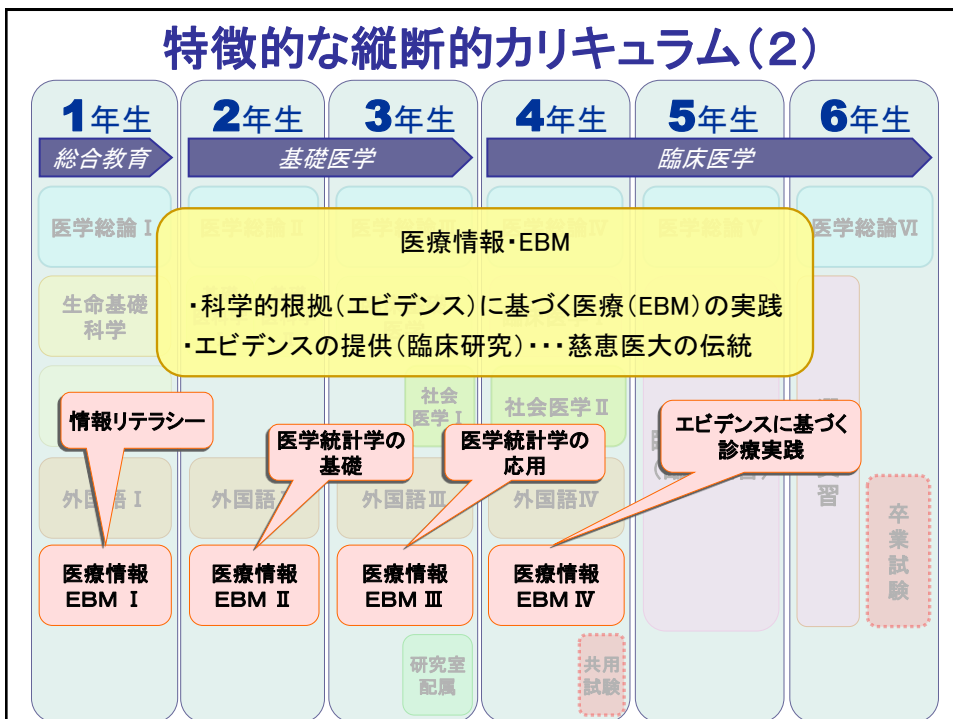 特徴的な縦断的カリキュラム(2)
1年生
2年生
3年生
4年生
5年生
6年生
総合教育
基礎医学
臨床医学
医学総論Ⅰ
医学総論Ⅱ
医学総論Ⅳ
医学総論Ⅴ
医学総論Ⅵ
医療情報・EBM
・科学的根拠(エビデンス)に基づく医療(EBM)の実践
・エビデンスの提供(臨床研究)・・・慈恵医大の伝統
生命基礎
科学
社会
医学Ⅰ
社会医学Ⅱ
情報リテラシー
医学統計学の
基礎
医学統計学の
応用
エビデンスに基づく
診療実践
外国語Ⅰ
外国語
外国語Ⅲ
外国語Ⅳ
習
卒業試験
医療情報
EBM Ⅰ
医療情報
EBM Ⅱ
医療情報
EBM Ⅲ
医療情報
EBM Ⅳ
研究室
配属
共用
試験